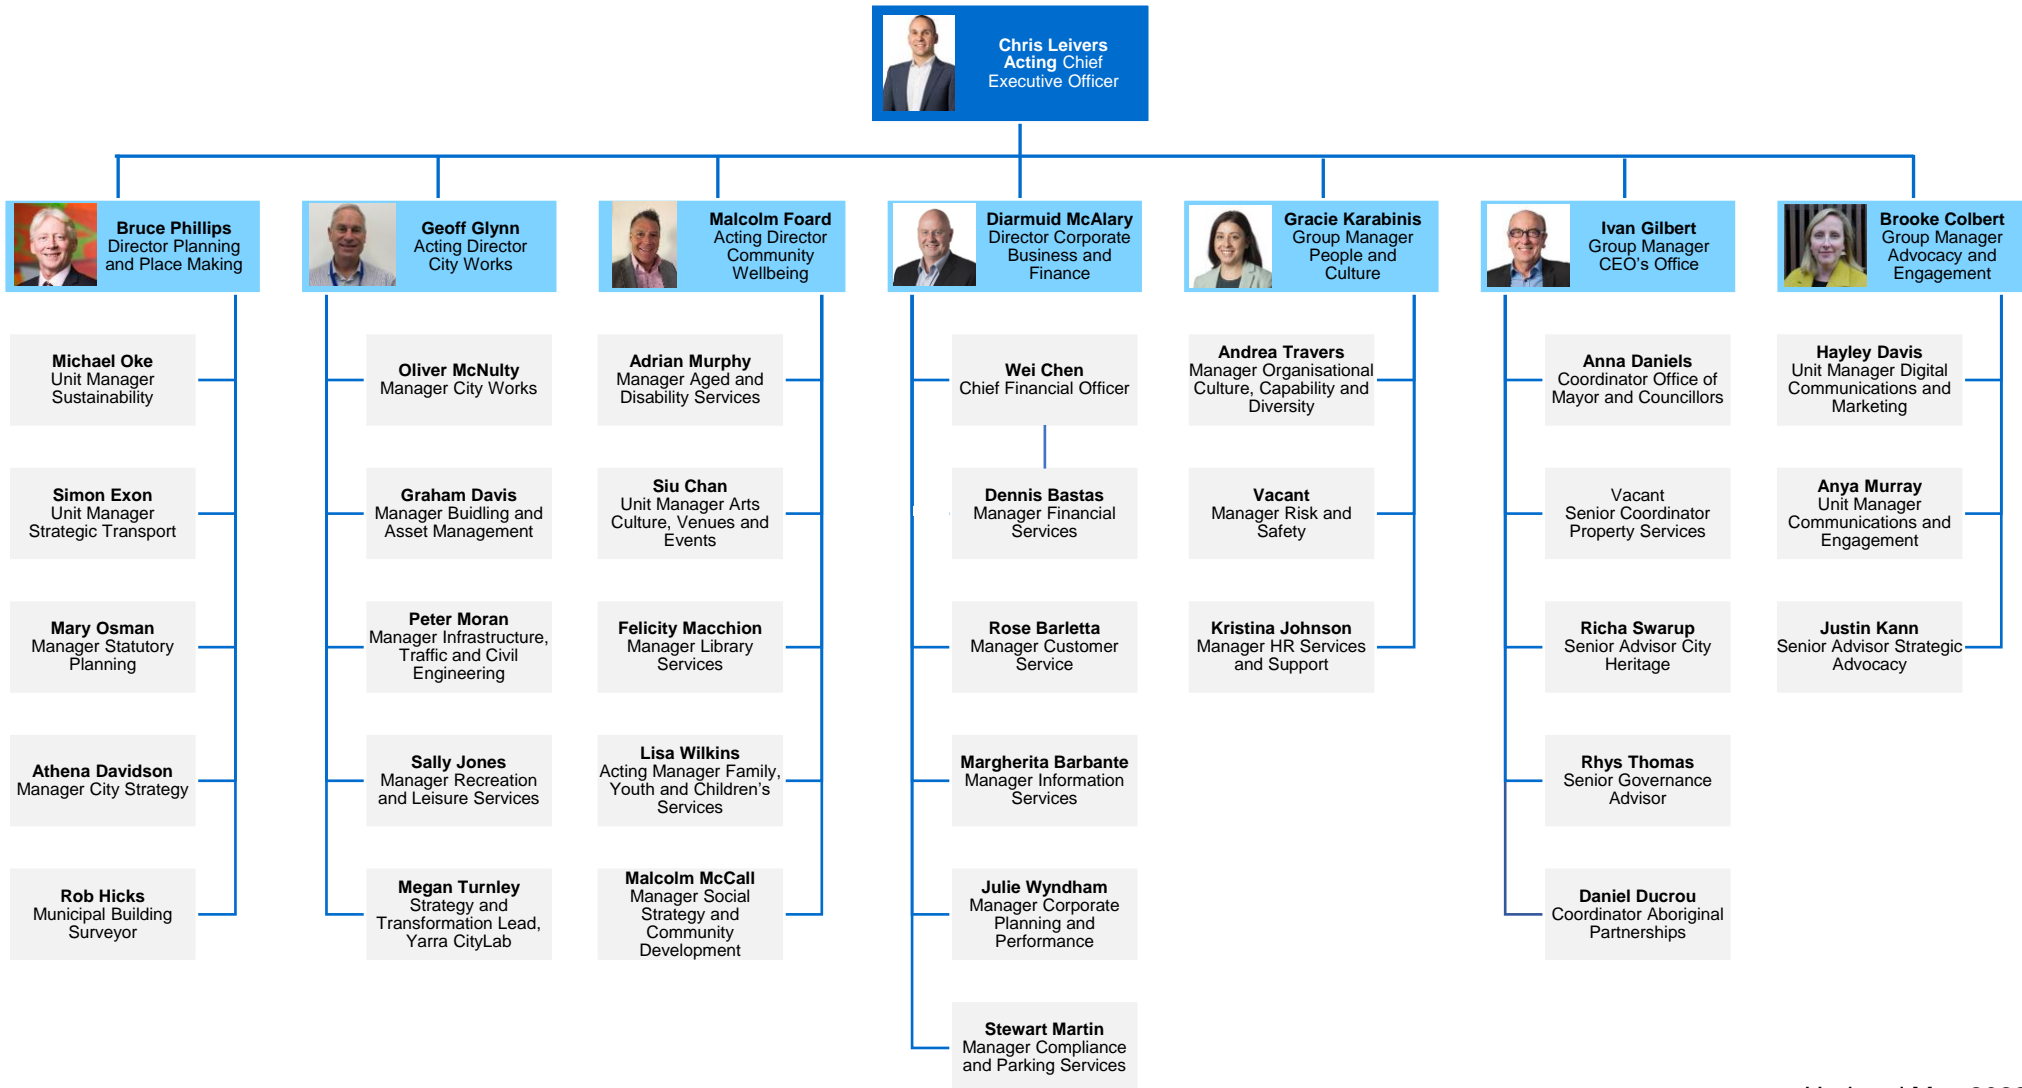 Chris Leivers
Acting Chief
Executive Officer
Bruce Phillips
Director Planning
and Place Making
Geoff Glynn
Acting Director
City Works
Malcolm Foard
Acting Director
Community
Wellbeing
Diarmuid McAlary
Director Corporate
Business and
Finance
Gracie Karabinis
Group Manager
People and
Culture
Ivan Gilbert
Group Manager
CEO’s Office
Brooke Colbert
Group Manager
Advocacy and
Engagement
Michael Oke
Unit Manager
Sustainability
Oliver McNulty
Manager City Works
Adrian Murphy
Manager Aged and
Disability Services
Wei Chen
Chief Financial Officer
Andrea Travers
Manager Organisational
Culture, Capability and
Diversity
Anna Daniels
Coordinator Office of
Mayor and Councillors
Hayley Davis
Unit Manager Digital
Communications and
Marketing
Simon Exon
Unit Manager
Strategic Transport
Graham Davis
Manager Buidling and
Asset Management
Siu Chan
Unit Manager Arts
Culture, Venues and
Events
Dennis Bastas
Manager Financial
Services
Vacant
Manager Risk and
Safety
Vacant
Senior Coordinator
Property Services
Anya Murray
Unit Manager
Communications and
Engagement
Mary Osman
Manager Statutory
Planning
Peter Moran
Manager Infrastructure,
Traffic and Civil
Engineering
Felicity Macchion
Manager Library
Services
Rose Barletta
Manager Customer
Service
Kristina Johnson
Manager HR Services
and Support
Richa Swarup
Senior Advisor City
Heritage
Justin Kann
Senior Advisor Strategic
Advocacy
Athena Davidson
Manager City Strategy
Sally Jones
Manager Recreation
and Leisure Services
Lisa Wilkins
Acting Manager Family,
Youth and Children’s
Services
Margherita Barbante
Manager Information
Services
Rhys Thomas
Senior Governance
Advisor
Rob Hicks
Municipal Building
Surveyor
Megan Turnley
Strategy and
Transformation Lead,
Yarra CityLab
Malcolm McCall
Manager Social
Strategy and
Community
Development
Julie Wyndham
Manager Corporate
Planning and
Performance
Daniel Ducrou
Coordinator Aboriginal
Partnerships
Stewart Martin
Manager Compliance
and Parking Services